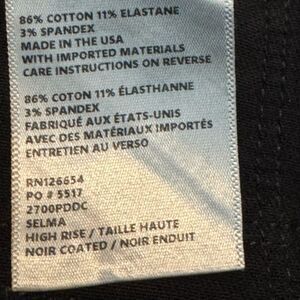 86% COTTON 11% ELASTANE
3% SPANDEX
MADE IN THE USA
WITH IMPORTED MATERIALS
CARE INSTRUCTIONS ON REVERSE
86% COTON 11% ÉLASTHANNE
3% SPANDEX
FABRIQUÉ AUX ÉTATS-UNIS
AVEC DES MATÉRIAUX IMPORTÉS
ENTRETIEN AU VERSO
RN126654
PO # 5517
2700PDDC
SELMA
HIGH RISE / TAILLE HAUTE
NOIR COATED / NOIR ENDUIT